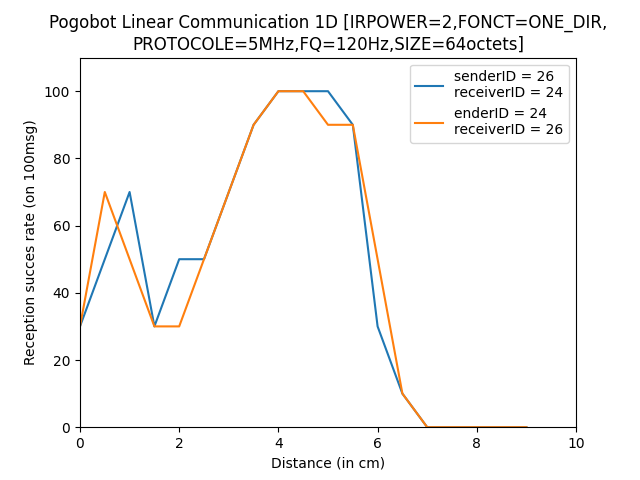 Pogobot Linear Communication 1D [IRPOWER=2,FONCT=ONE_DIR,
PROTOCOLE=5MHz,FQ=120Hz,SIZE=64octets]
senderID = 26
receiverID = 24
enderID = 24
receiverID = 26
Reception succes rate (on 100msg)
100
80
60
40
20
0
0 2 4 6 8 10
Distance (in cm)